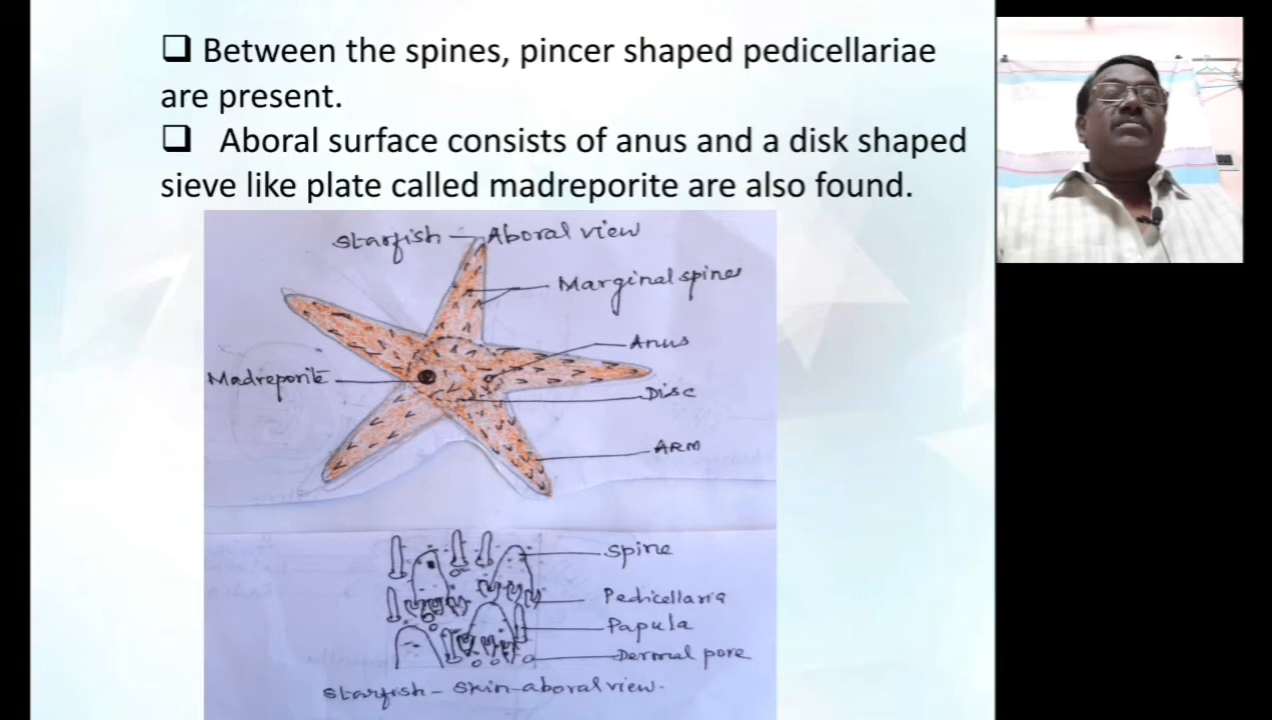 ❑ Between the spines, pincer shaped pedicellariae
are present.
❑ Aboral surface consists of anus and a disk shaped
sieve like plate called madreporite are also found.
Starfish - Aboral view
Marginal spines
Anus
Madreporite
Disc
ARM
Spine
Pedicellaria
Papula
Dermal pore
Starfish - Skin-aboral view.